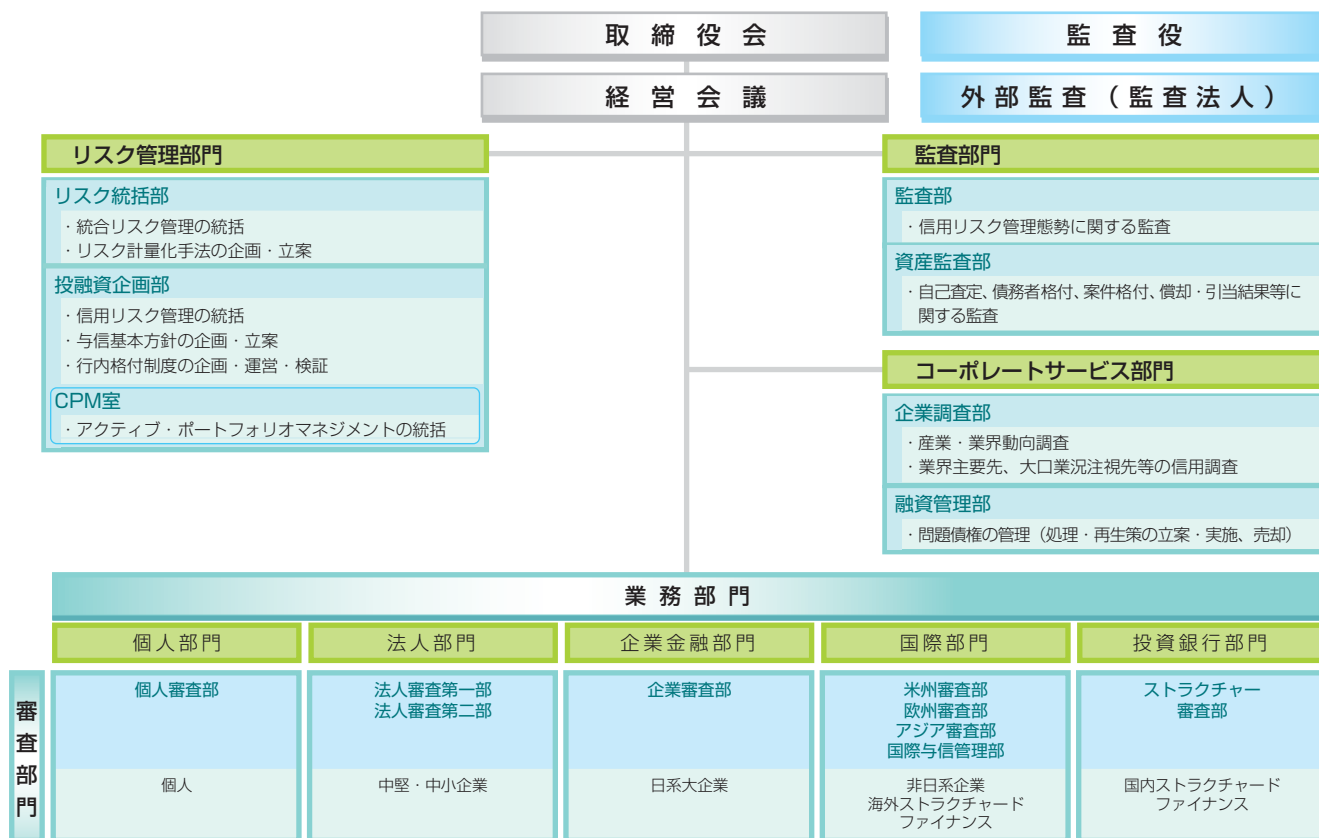 取締役会
監査役
経営会議
外部監査（監査法人）
リスク管理部門
リスク統括部
・統合リスク管理の統括
・リスク計量化手法の企画・立案
投融資企画部
・信用リスク管理の統括
・与信基本方針の企画・立案
・行内格付制度の企画・運営・検証
CPM室
・アクティブ・ポートフォリオマネジメントの統括
監査部門
監査部
・信用リスク管理態勢に関する監査
資産監査部
・自己査定、債務者格付、案件格付、償却・引当結果等に
関する監査
コーポレートサービス部門
企業調査部
・産業・業界動向調査
・業界主要先、大口業況注視先等の信用調査
融資管理部
・問題債権の管理（処理・再生策の立案・実施、売却）
業務部門
個人部門
法人部門
企業金融部門
国際部門
投資銀行部門
審査部門
個人審査部
個人
法人審査第一部
法人審査第二部
中堅・中小企業
企業審査部
日系大企業
米州審査部
欧州審査部
アジア審査部
国際与信管理部
非日系企業
海外ストラクチャード
ファイナンス
ストラクチャー
審査部
国内ストラクチャード
ファイナンス